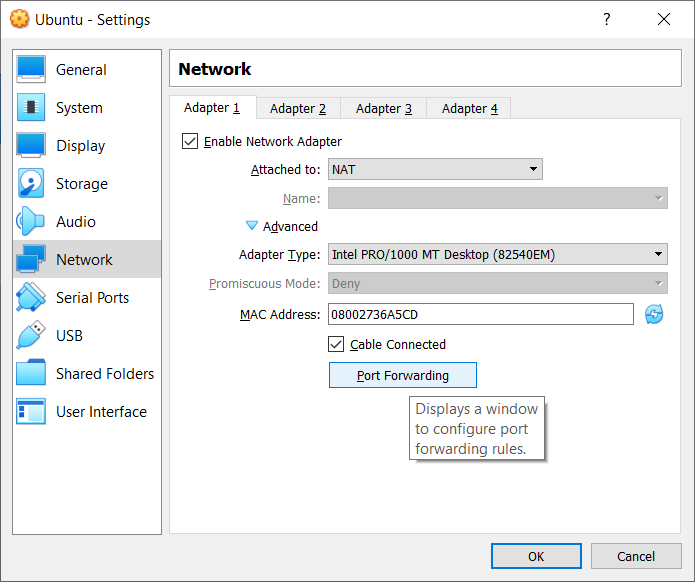 Ubuntu - Settings
?
General
System
Display
Storage
Audio
Network
Serial Ports
USB
Shared Folders
User Interface
Network
Adapter 1 Adapter 2 Adapter 3 Adapter 4
Enable Network Adapter
Attached to: NAT
Name:
Advanced
Adapter Type: Intel PRO/1000 MT Desktop (82540EM)
Promiscuous Mode: Deny
MAC Address: 08002736A5CD
Cable Connected
Port Forwarding
Displays a window
to configure port
forwarding rules.
OK Cancel